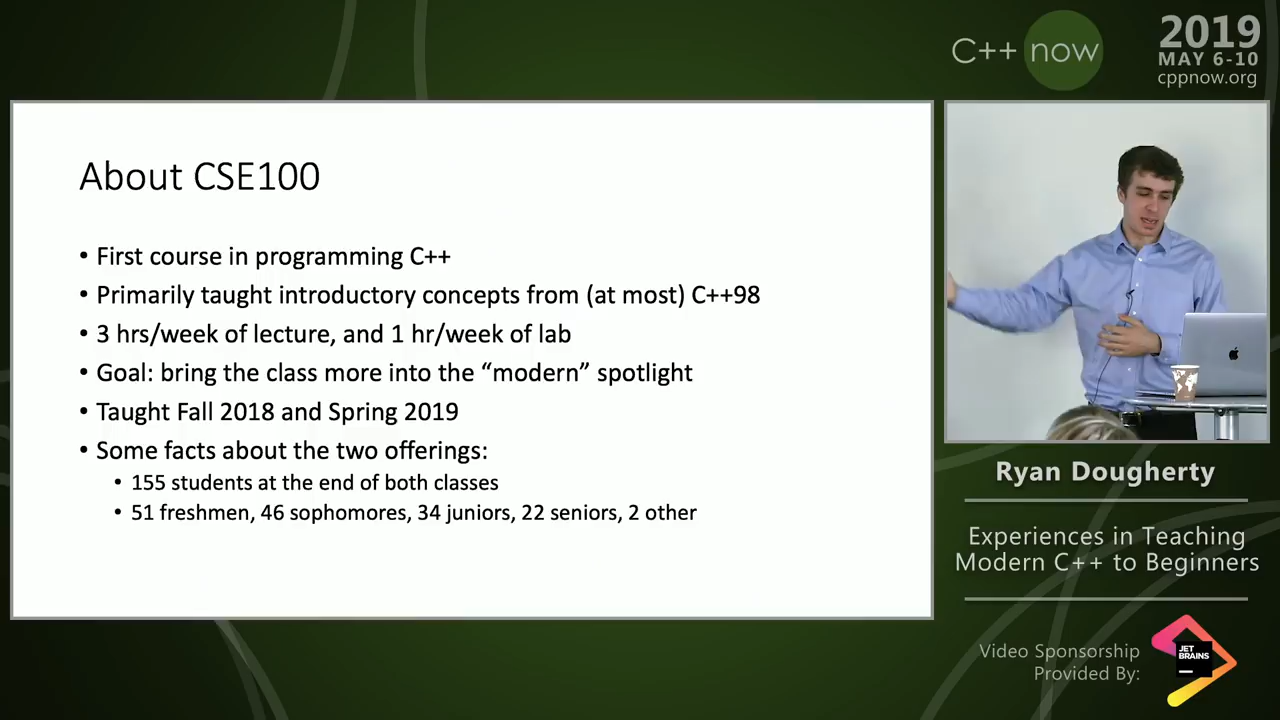 C++ now
2019
MAY 6-10
cppnow.org
About CSE100
• First course in programming C++
• Primarily taught introductory concepts from (at most) C++98
• 3 hrs/week of lecture, and 1 hr/week of lab
• Goal: bring the class more into the “modern” spotlight
• Taught Fall 2018 and Spring 2019
• Some facts about the two offerings:
• 155 students at the end of both classes
• 51 freshmen, 46 sophomores, 34 juniors, 22 seniors, 2 other
Ryan Dougherty
Experiences in Teaching
Modern C++ to Beginners
Video Sponsorship
Provided By:
JET
BRAINS